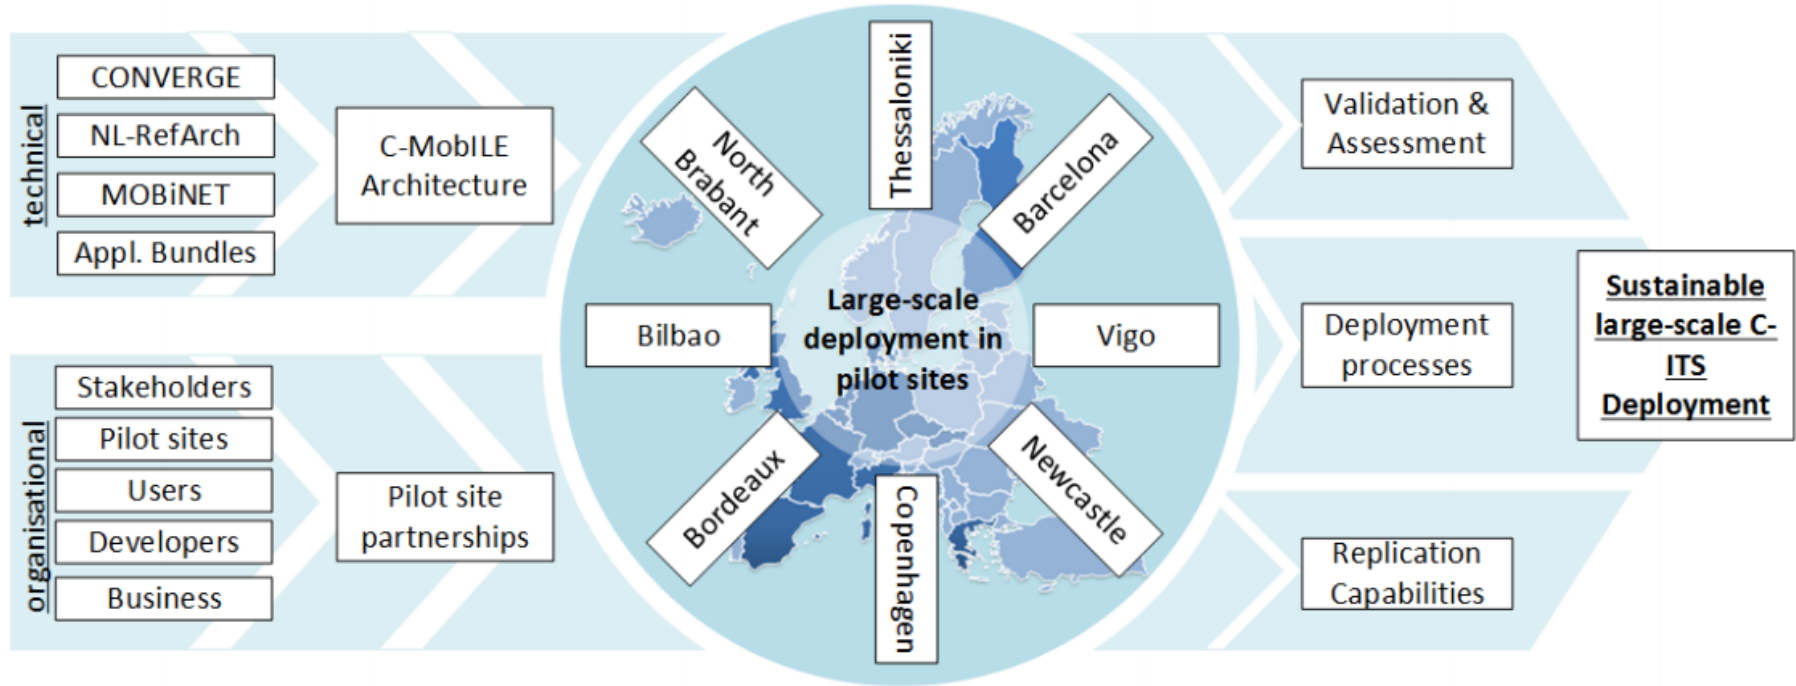 technical
CONVERGE
NL-RefArch
MOBiNET
Appl. Bundles
C-MobILE
Architecture
organisational
Stakeholders
Pilot sites
Users
Developers
Business
Pilot site
partnerships
Thessaloniki
North
Brabant
Barcelona
Bilbao
Large-scale
deployment in
pilot sites
Vigo
Bordeaux
Copenhagen
Newcastle
Validation &
Assessment
Deployment
processes
Replication
Capabilities
Sustainable
large-scale C-
ITS
Deployment